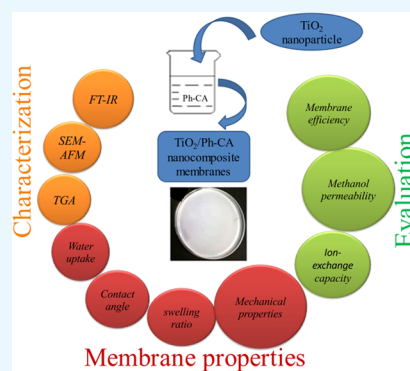 TiO2
nanoparticle
Ph-CA
TiO2/Ph-CA
nanocomposite
membranes
Characterization
FT-IR
SEM-
AFM
TGA
Water
uptake
Contact
angle
swelling
ratio
Mechanical
properties
Membrane properties
Membrane
efficiency
Methanol
permeability
Ion-
exchange
capacity
Evaluation